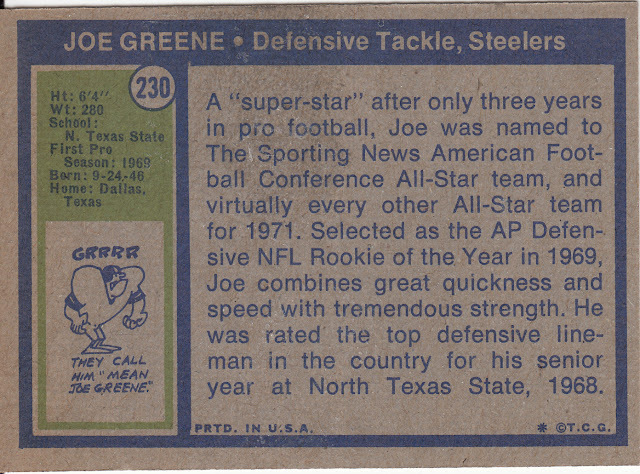 JOE GREENE • Defensive Tackle, Steelers
230
Ht: 6'4"
Wt: 280
School:
N. Texas State
First Pro
Season: 1969
Born: 9-24-46
Home: Dallas,
Texas
GRRRR
THEY CALL
HIM "MEAN
JOE GREENE."
A "super-star" after only three years
in pro football, Joe was named to
The Sporting News American Foot-
ball Conference All-Star team, and
virtually every other All-Star team
for 1971. Selected as the AP Defen-
sive NFL Rookie of the Year in 1969,
Joe combines great quickness and
speed with tremendous strength. He
was rated the top defensive line-
man in the country for his senior
year at North Texas State, 1968.
PRTD. IN U.S.A.
* ©T.C.G.